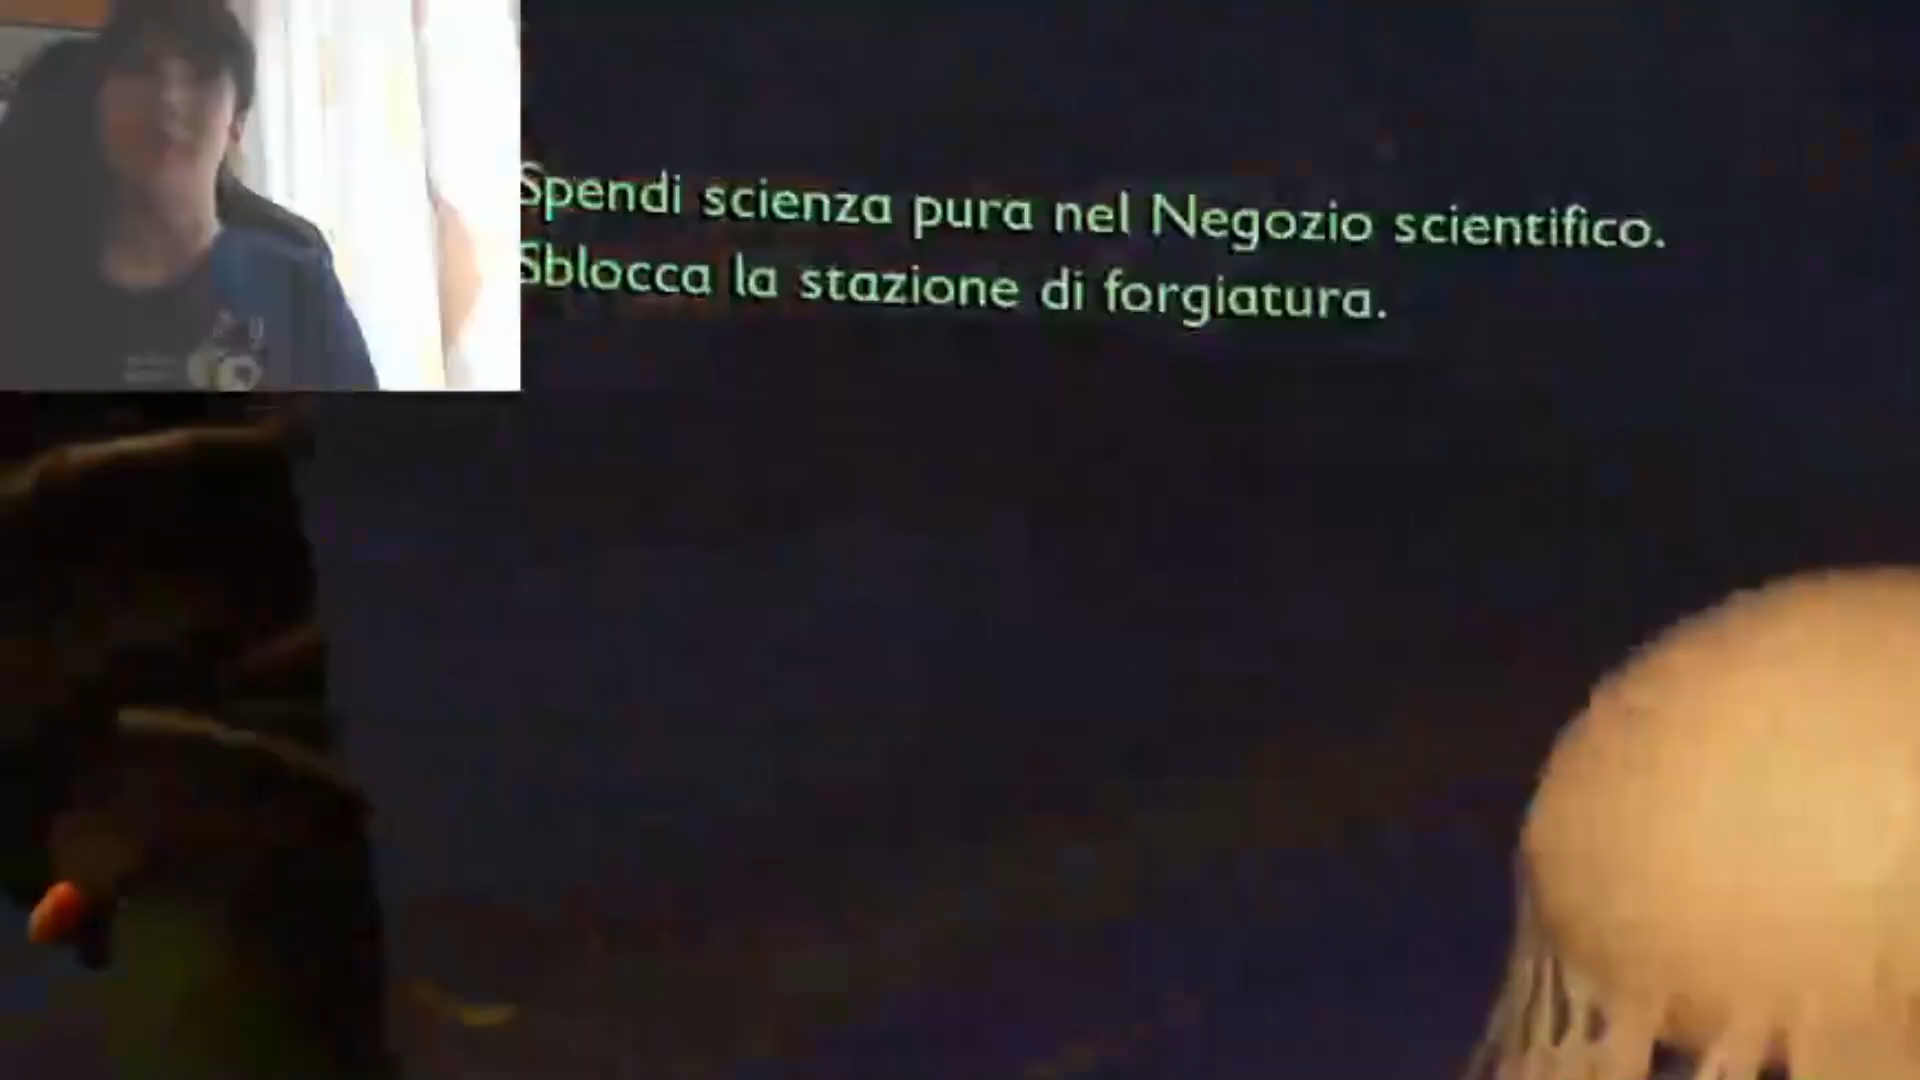 Spendi scienza pura nel Negozio scientifico.
Sblocca la stazione di forgiatura.